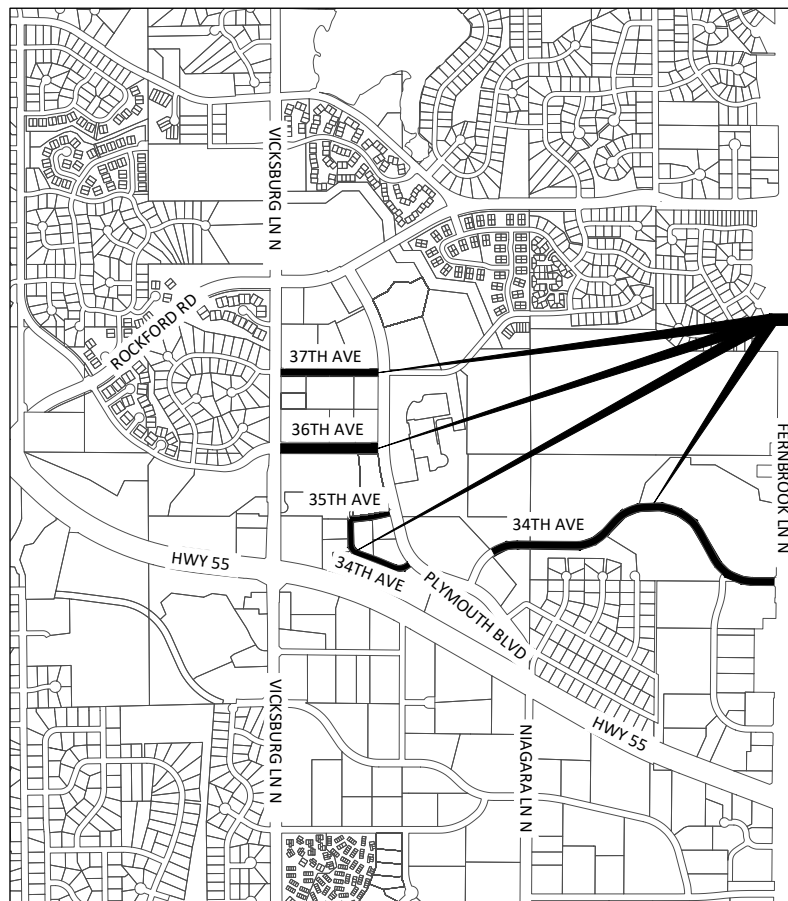 VICKSBURG LN N
ROCKFORD RD
37TH AVE
36TH AVE
FERNBROOK LN N
35TH AVE
34TH AVE
34TH AVE
HWY 55
PLYMOUTH BLVD
VICKSBURG LN N
NIAGARA LN N
HWY 55